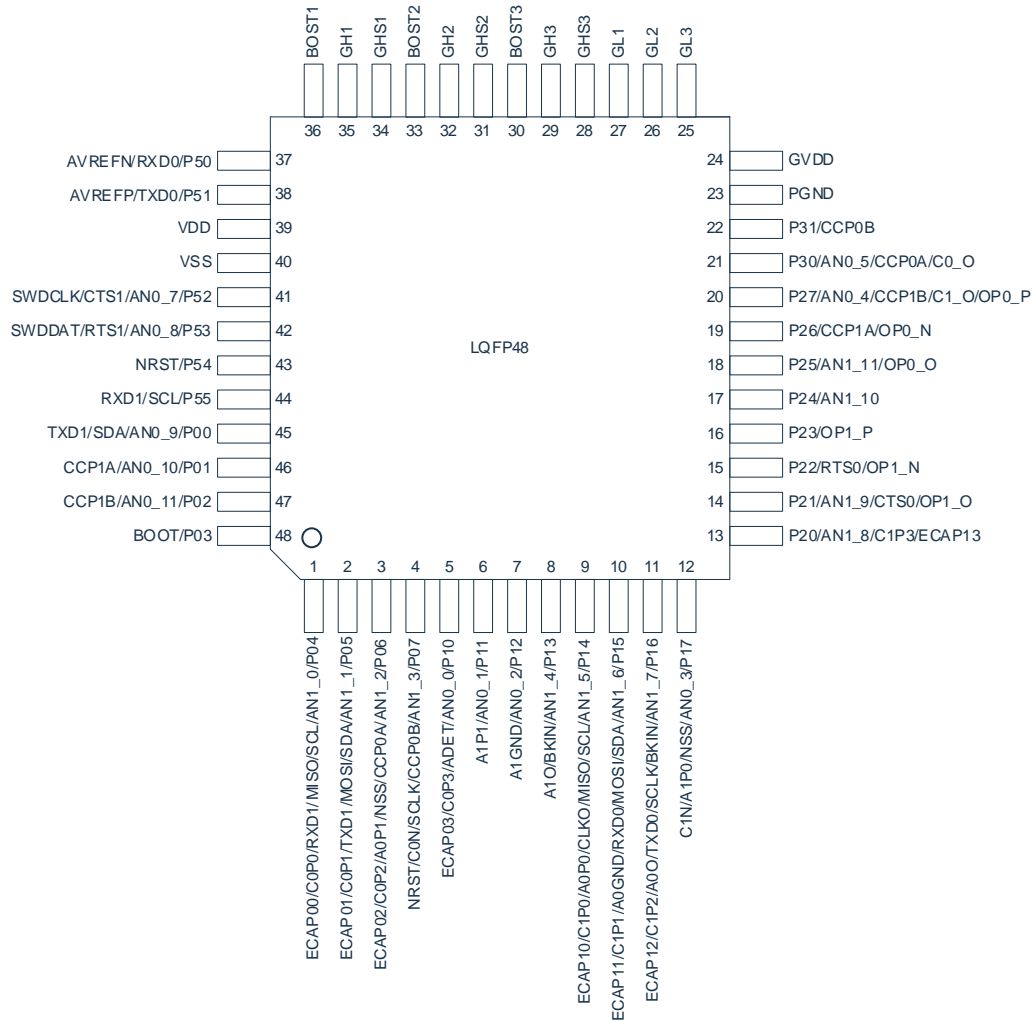 BOST1
GH1
GHS1
BOST2
GH2
GHS2
BOST3
GH3
GHS3
GL1
GL2
GL3
36 35 34 33 32 31 30 29 28 27 26 25
AVREFN/RXD0/P50 37
AVREFP/TXD0/P51 38
VDD 39
VSS 40
SWDCLK/CTS1/AN0_7/P52 41
SWDDAT/RTS1/AN0_8/P53 42
NRST/P54 43
RXD1/SCL/P55 44
TXD1/SDA/AN0_9/P00 45
CCP1A/AN0_10/P01 46
CCP1B/AN0_11/P02 47
BOOT/P03 48
LQFP48
24 GVDD
23 PGND
22 P31/CCP0B
21 P30/AN0_5/CCP0A/C0_O
20 P27/AN0_4/CCP1B/C1_O/OP0_P
19 P26/CCP1A/OP0_N
18 P25/AN1_11/OP0_O
17 P24/AN1_10
16 P23/OP1_P
15 P22/RTS0/OP1_N
14 P21/AN1_9/CTS0/OP1_O
13 P20/AN1_8/C1P3/ECAP13
1 2 3 4 5 6 7 8 9 10 11 12
ECAP00/C0P0/RXD1/MISO/SCL/AN1_0/P04
ECAP01/C0P1/TXD1/MOSI/SDA/AN1_1/P05
ECAP02/C0P2/A0P1/NSS/CCP0A/AN1_2/P06
NRST/C0N/SCLK/CCP0B/AN1_3/P07
ECAP03/C0P3/ADET/AN0_0/P10
A1P1/AN0_1/P11
A1GND/AN0_2/P12
A1O/BKIN/AN1_4/P13
ECAP10/C1P0/A0P0/CLKO/MISO/SCL/AN1_5/P14
ECAP11/C1P1/A0GND/RXD0/MOSI/SDA/AN1_6/P15
ECAP12/C1P2/A0O/TXD0/SCLK/BKIN/AN1_7/P16
C1N/A1P0/NSS/AN0_3/P17